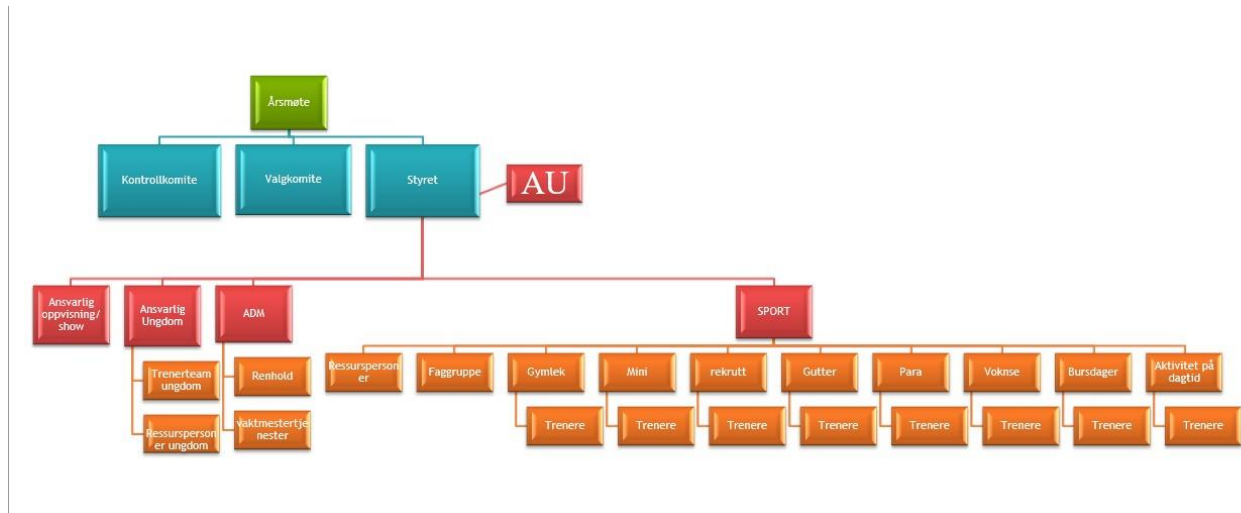 Årsmøte
Kontrollkomite
Valgkomite
Styret
AU
Ansvarlig
oppvisning/
show
Ansvarlig
Ungdom
ADM
SPORT
Trenerteam
ungdom
Ressursperson
er ungdom
Renhold
vaktmestertje
nester
Ressursperson
er
Faggruppe
Gymlek
Mini
rekrutt
Gutter
Para
Voknse
Bursdager
Aktivitet på
dagtid
Trenere
Trenere
Trenere
Trenere
Trenere
Trenere
Trenere
Trenere